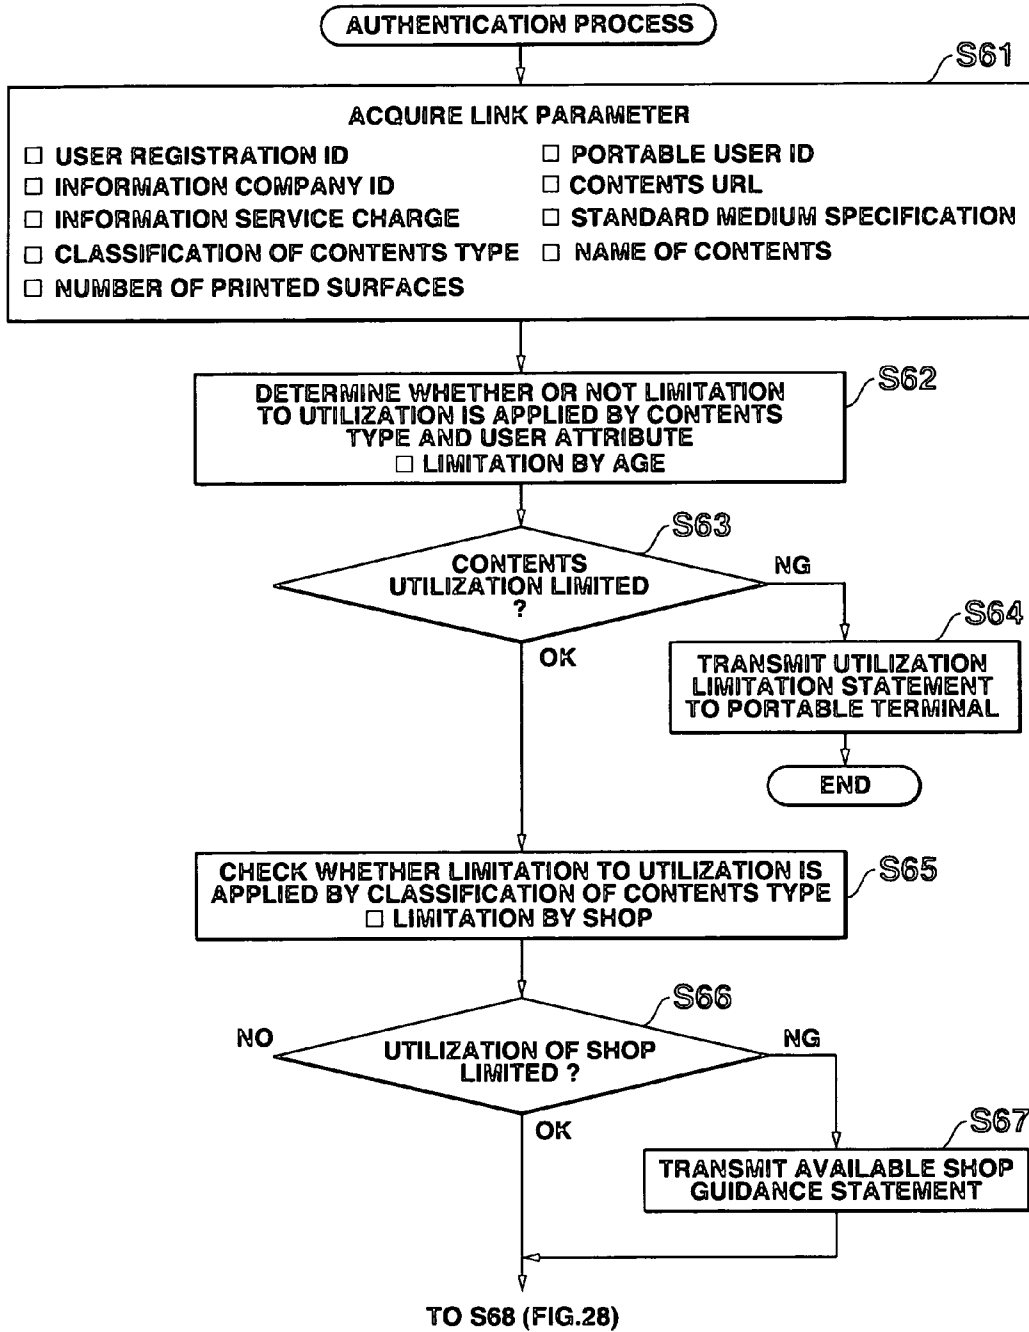 AUTHENTICATION PROCESS
S61
ACQUIRE LINK PARAMETER
□ USER REGISTRATION ID
□ PORTABLE USER ID
□ INFORMATION COMPANY ID
□ CONTENTS URL
□ INFORMATION SERVICE CHARGE
□ STANDARD MEDIUM SPECIFICATION
□ CLASSIFICATION OF CONTENTS TYPE
□ NAME OF CONTENTS
□ NUMBER OF PRINTED SURFACES
S62
DETERMINE WHETHER OR NOT LIMITATION
TO UTILIZATION IS APPLIED BY CONTENTS
TYPE AND USER ATTRIBUTE
□ LIMITATION BY AGE
S63
CONTENTS
UTILIZATION LIMITED
?
NG
OK
S64
TRANSMIT UTILIZATION
LIMITATION STATEMENT
TO PORTABLE TERMINAL
END
S65
CHECK WHETHER LIMITATION TO UTILIZATION IS
APPLIED BY CLASSIFICATION OF CONTENTS TYPE
□ LIMITATION BY SHOP
S66
NO
UTILIZATION OF SHOP
LIMITED ?
NG
OK
S67
TRANSMIT AVAILABLE SHOP
GUIDANCE STATEMENT
TO S68 (FIG.28)